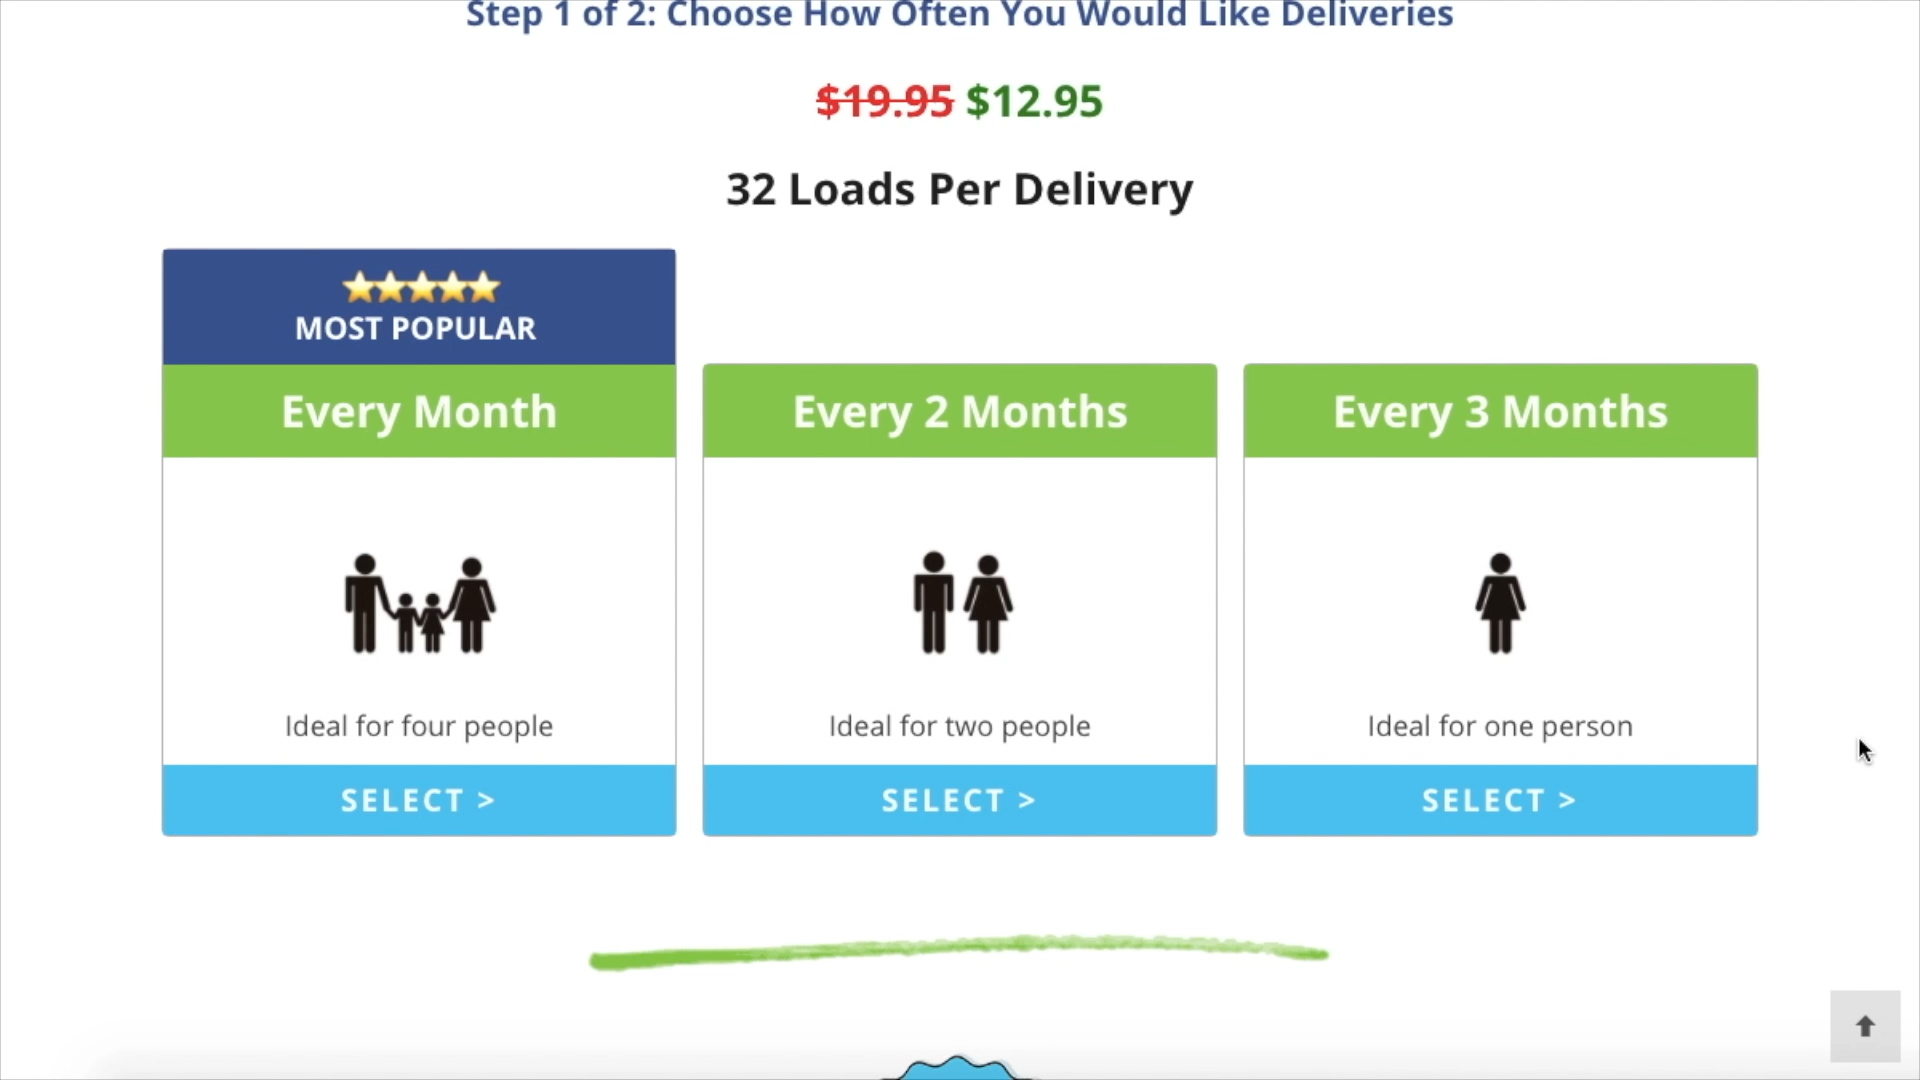 Step 1 of 2: Choose How Often You Would Like Deliveries
$19.95 $12.95
32 Loads Per Delivery
MOST POPULAR
Every Month
Ideal for four people
SELECT >
Every 2 Months
Ideal for two people
SELECT >
Every 3 Months
Ideal for one person
SELECT >